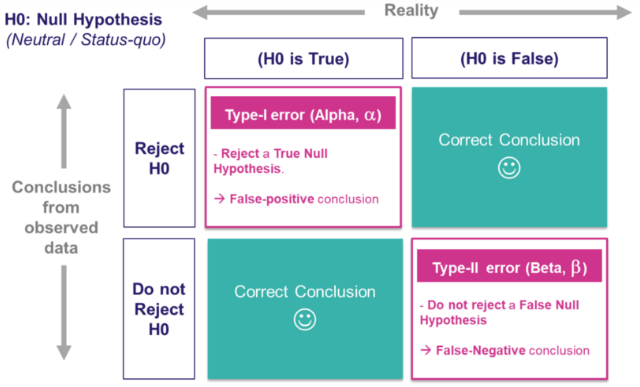 H0: Null Hypothesis
(Neutral / Status-quo)
Reality
(H0 is True)
(H0 is False)
Conclusions
from
observed
data
Reject
H0
Type-I error (Alpha, α)
- Reject a True Null
Hypothesis.
→ False-positive conclusion
Correct Conclusion
Do not
Reject
H0
Correct Conclusion
Type-II error (Beta, β)
- Do not reject a False Null
Hypothesis
→ False-Negative conclusion